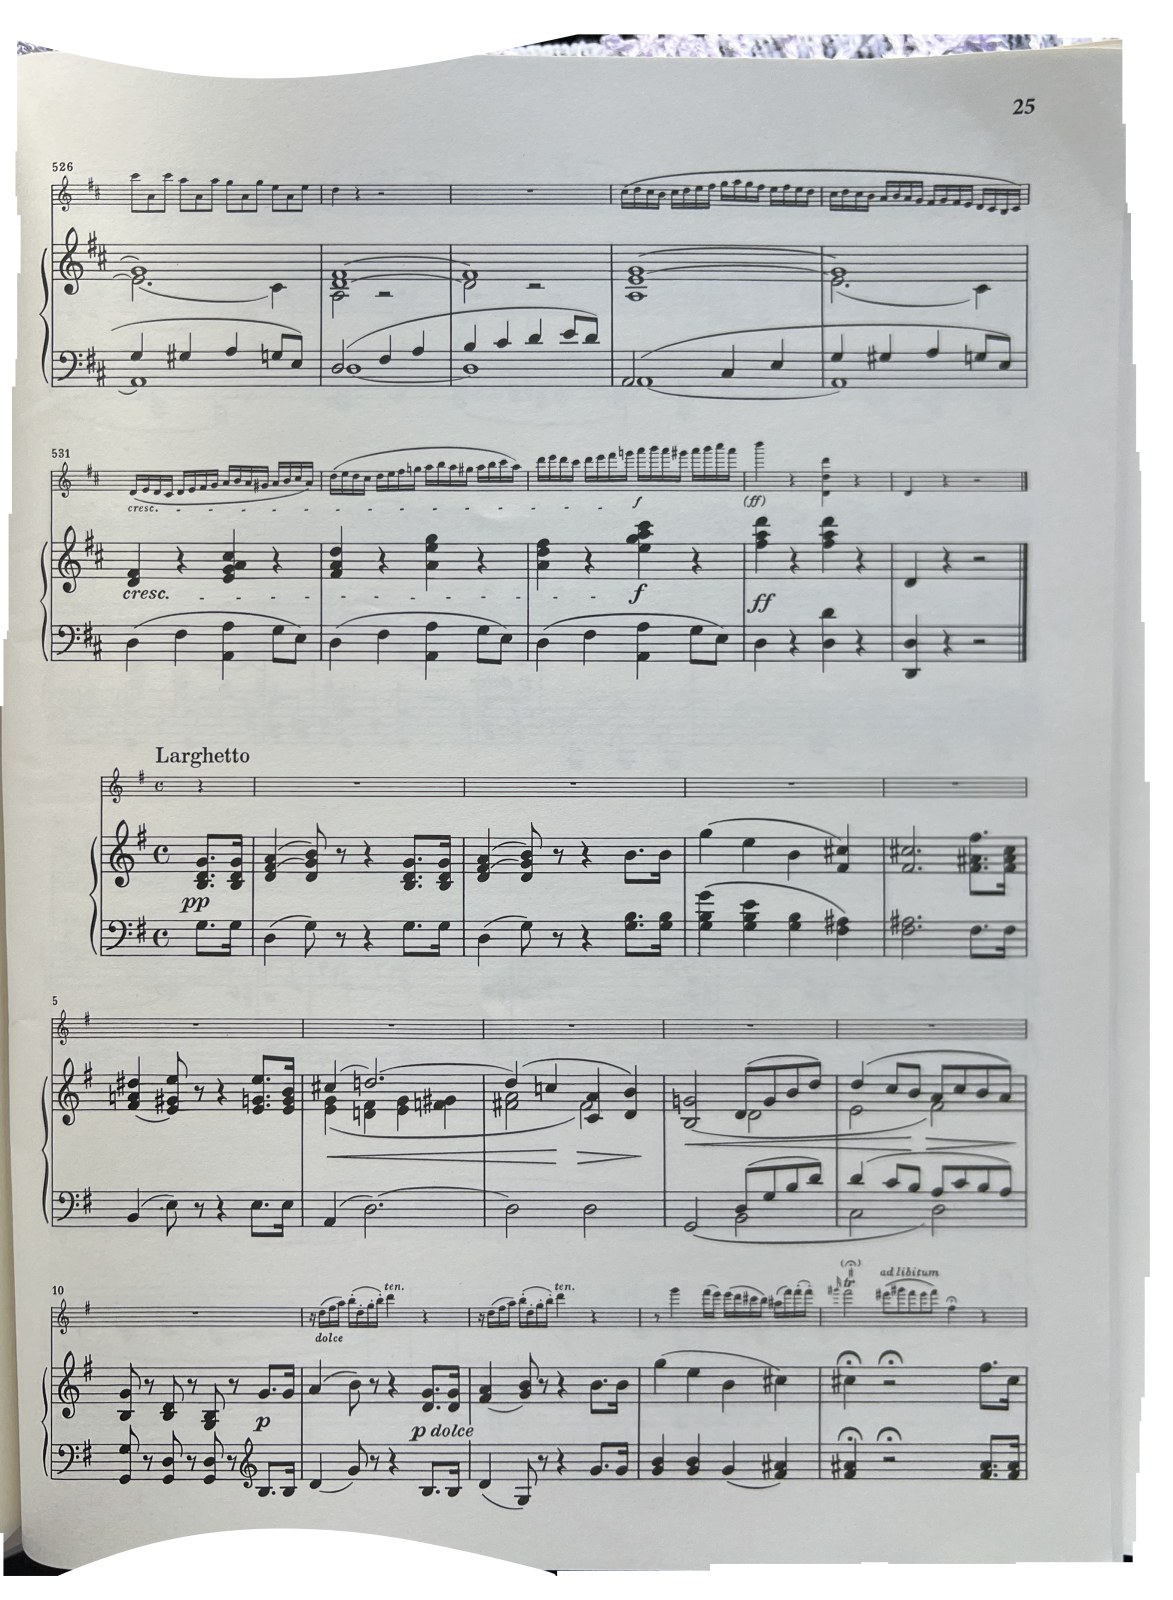 25
526
531
cresc.
f
(ff)
cresc.
f
ff
Larghetto
pp
5
10
ten.
ten.
tr
ad libitum
dolce
p
p dolce